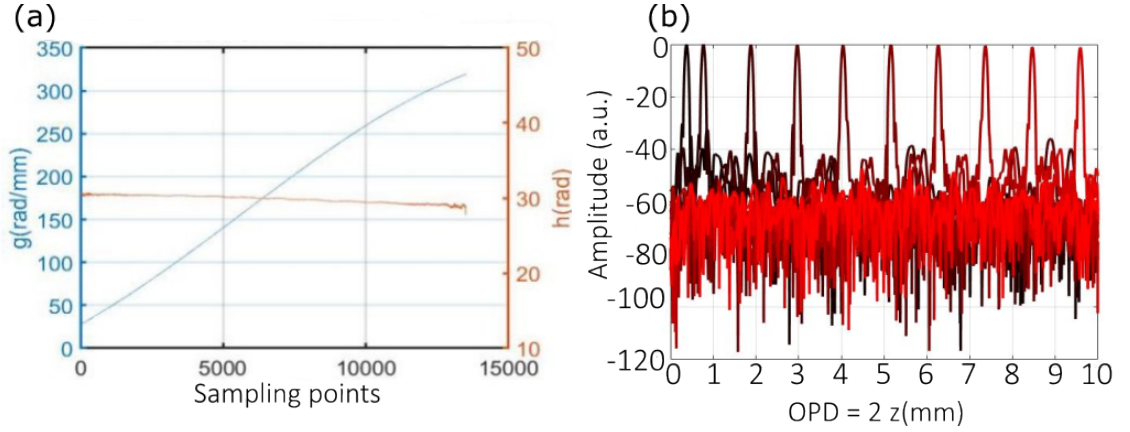 (a)
350
300
250
200
150
100
50
0
g(rad/mm)
50
40
30
20
10
h(rad)
0 5000 10000 15000
Sampling points
(b)
0
-20
-40
-60
-80
-100
-120
Amplitude (a.u.)
0 1 2 3 4 5 6 7 8 9 10
OPD = 2 z(mm)